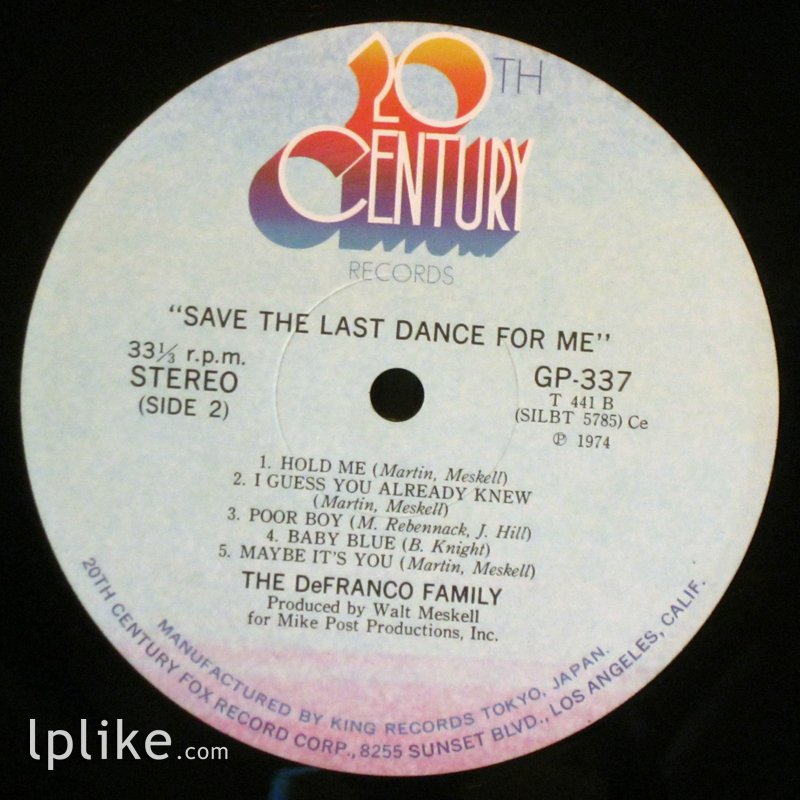 20TH
CENTURY
RECORDS
"SAVE THE LAST DANCE FOR ME"
33⅓ r.p.m.
STEREO
(SIDE 2)
GP-337
T 441 B
(SILBT 5785) Ce
℗ 1974
1. HOLD ME (Martin, Meskell)
2. I GUESS YOU ALREADY KNEW
(Martin, Meskell)
3. POOR BOY (M. Rebennack, J. Hill)
4. BABY BLUE (B. Knight)
5. MAYBE IT'S YOU (Martin, Meskell)
THE DeFRANCO FAMILY
Produced by Walt Meskell
for Mike Post Productions, Inc.
MANUFACTURED BY KING RECORDS TOKYO, JAPAN.
20TH CENTURY FOX RECORD CORP., 8255 SUNSET BLVD., LOS ANGELES, CALIF.
lplike.com